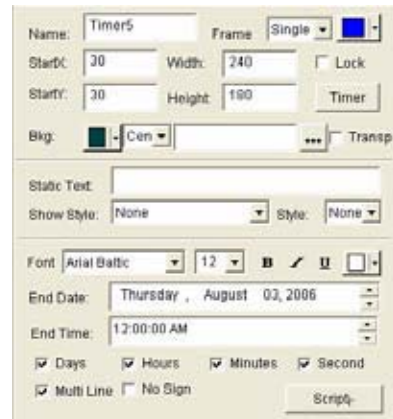 Name: Timer5 Frame Single
StartX: 30 Width: 240 Lock
StartY: 30 Height: 180 Timer
Bkg: Cen ... Transp
Static Text:
Show Style: None Style: None
Font Arial Baltic 12 B I U
End Date: Thursday , August 03, 2006
End Time: 12:00:00 AM
Days Hours Minutes Second
Multi Line No Sign
Script